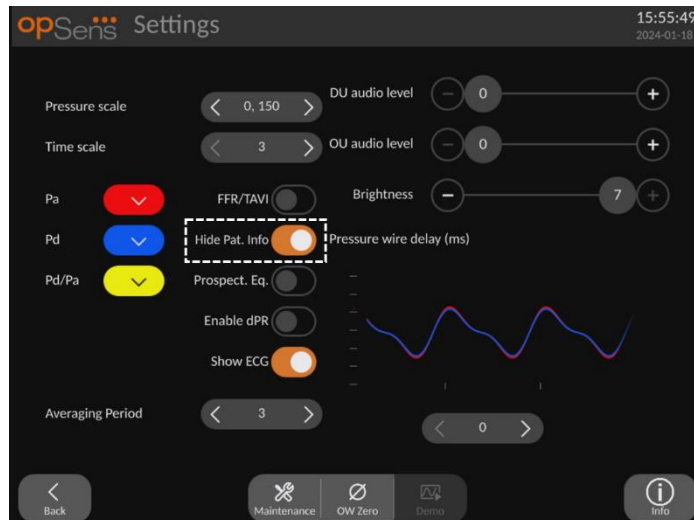 opSens Settings
15:55:49
2024-01-18
Pressure scale
0, 150
DU audio level
0
Time scale
3
OU audio level
0
Pa
FFR/TAVI
Brightness
7
Pd
Hide Pat. Info
Pressure wire delay (ms)
Pd/Pa
Prospect. Eq.
Enable dPR
Show ECG
Averaging Period
3
0
Back
Maintenance
OW Zero
Demo
Info